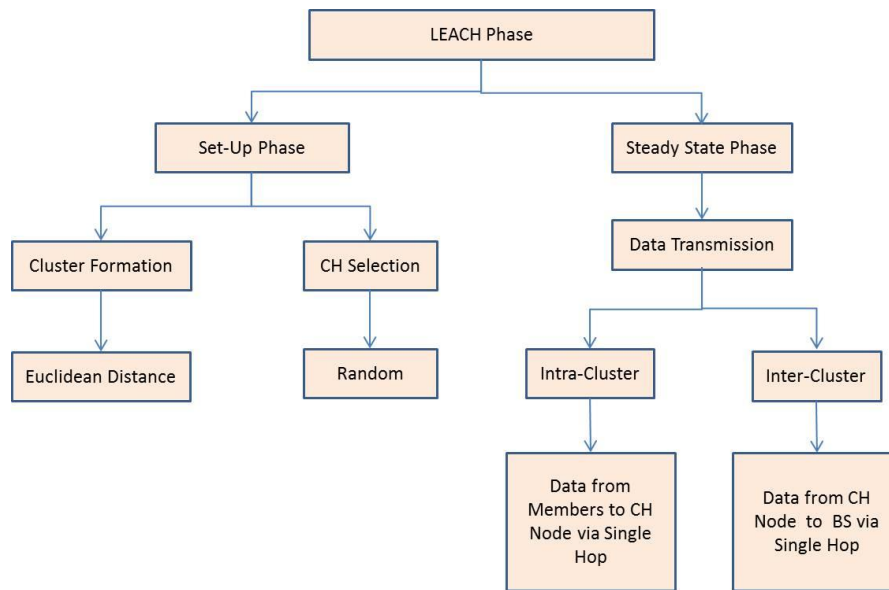 LEACH Phase
Set-Up Phase
Steady State Phase
Cluster Formation
CH Selection
Data Transmission
Euclidean Distance
Random
Intra-Cluster
Inter-Cluster
Data from
Members to CH
Node via Single
Hop
Data from CH
Node to BS via
Single Hop